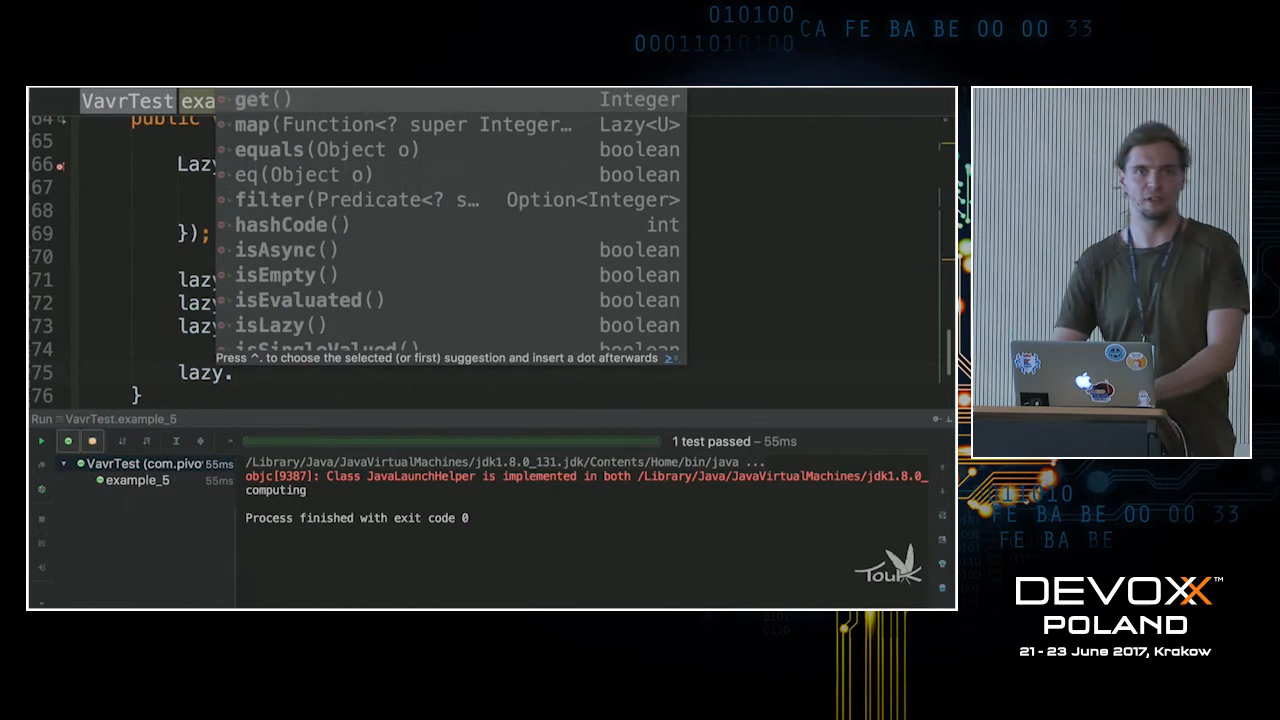 010100
CA FE BA BE 00 00 33
00011010100
VavrTest exa
get() Integer
64 public
map(Function<? super Integer… Lazy<U>
65
equals(Object o) boolean
66 Lazy
eq(Object o) boolean
67
filter(Predicate<? s… Option<Integer>
68
hashCode() int
69 });
isAsync() boolean
70
isEmpty() boolean
71 lazy
isEvaluated() boolean
72 lazy
isLazy() boolean
73 lazy
isSingleValued() boolean
74
Press ^. to choose the selected (or first) suggestion and insert a dot afterwards >>
75 lazy.
76 }
Run VavrTest.example_5
1 test passed – 55ms
VavrTest (com.pivo 55ms
example_5 55ms
/Library/Java/JavaVirtualMachines/jdk1.8.0_131.jdk/Contents/Home/bin/java ...
objc[9387]: Class JavaLaunchHelper is implemented in both /Library/Java/JavaVirtualMachines/jdk1.8.0_
computing
Process finished with exit code 0
Touk
FE BA BE 00 00 33
FE BA BE
DEVOXX™
POLAND
21 - 23 June 2017, Krakow